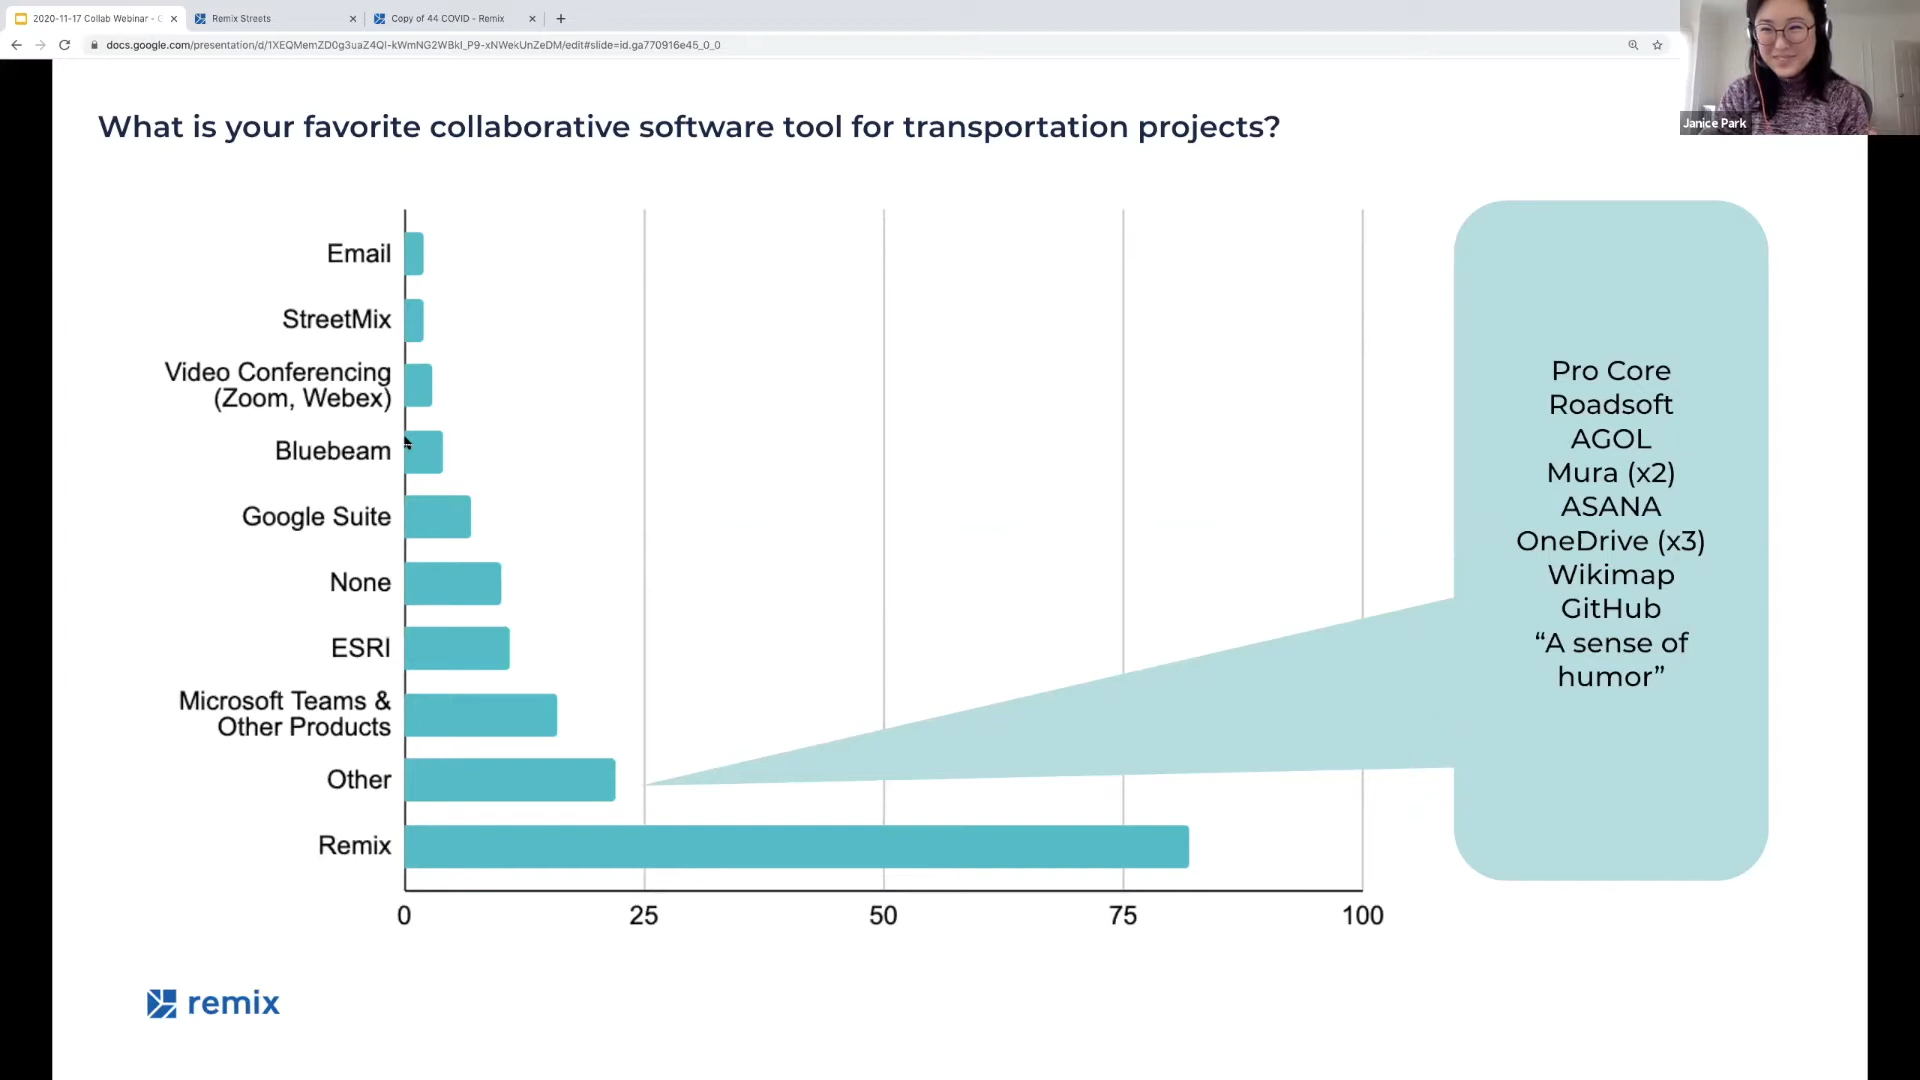 2020-11-17 Collab Webinar - G
Remix Streets
Copy of 44 COVID - Remix
docs.google.com/presentation/d/1XEQMemZD0g3uaZ4QI-kWmNG2WBkI_P9-xNWekUnZeDM/edit#slide=id.ga770916e45_0_0
Janice Park
What is your favorite collaborative software tool for transportation projects?
Email
StreetMix
Video Conferencing
(Zoom, Webex)
Bluebeam
Google Suite
None
ESRI
Microsoft Teams &
Other Products
Other
Remix
0 25 50 75 100
Pro Core
Roadsoft
AGOL
Mura (x2)
ASANA
OneDrive (x3)
Wikimap
GitHub
“A sense of
humor”
remix